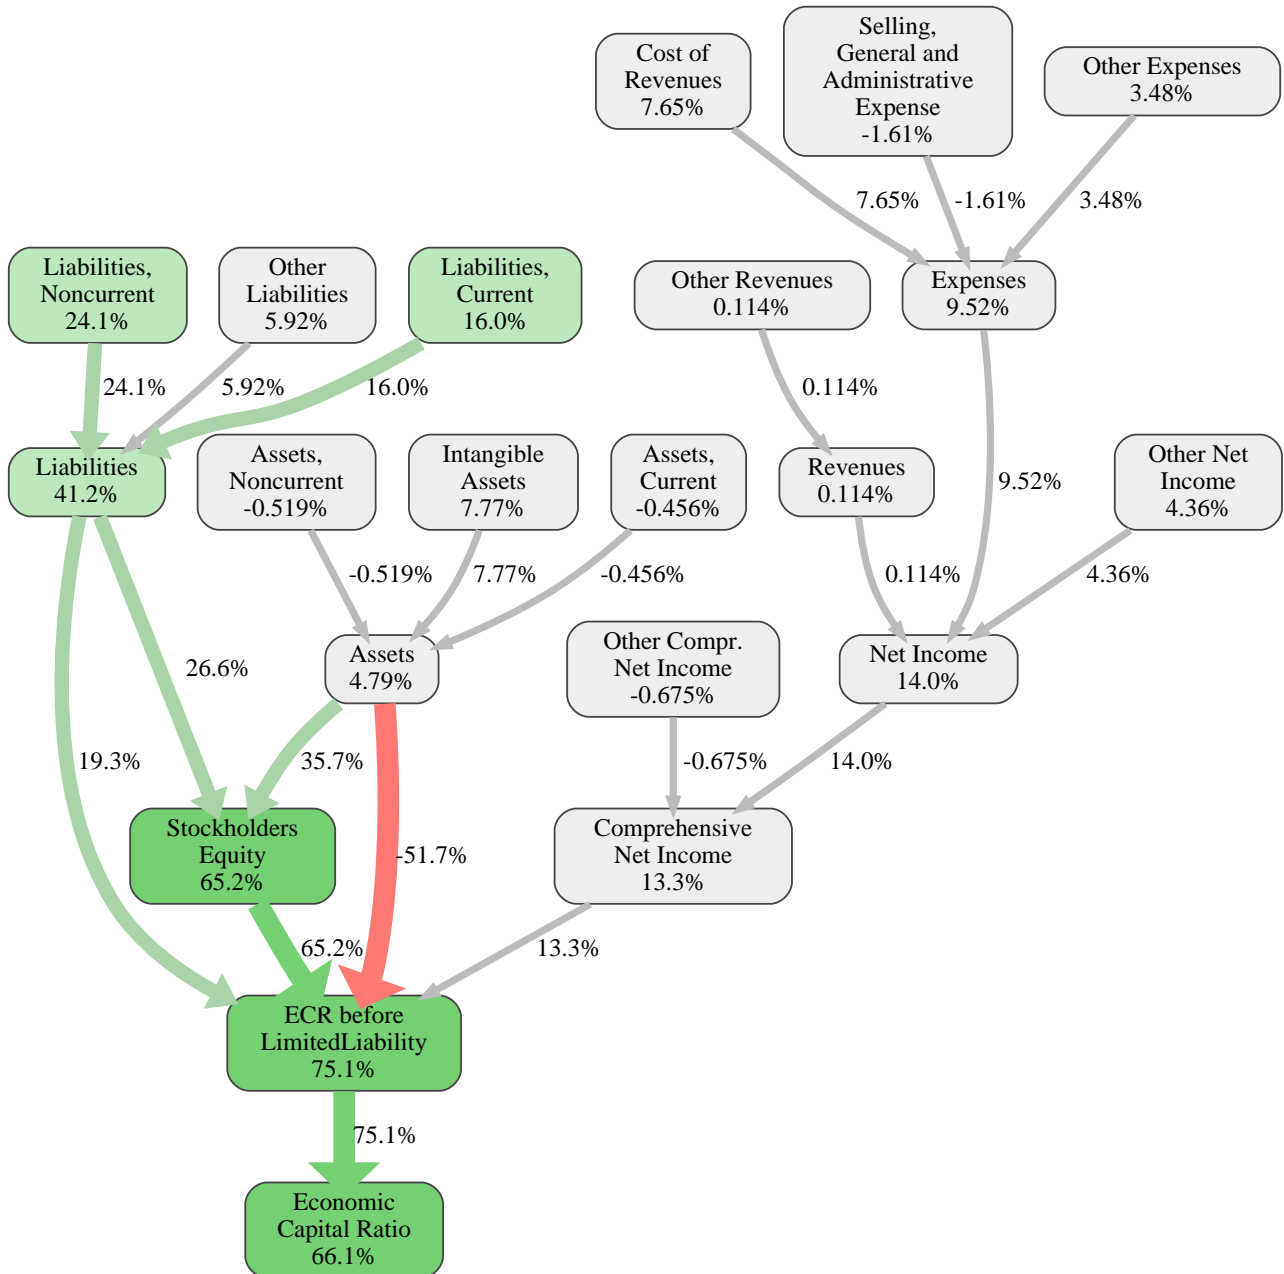 Cost of
Revenues
7.65%
Selling,
General and
Administrative
Expense
-1.61%
Other Expenses
3.48%
7.65%
-1.61%
3.48%
Liabilities,
Noncurrent
24.1%
Other
Liabilities
5.92%
Liabilities,
Current
16.0%
Other Revenues
0.114%
Expenses
9.52%
24.1%
5.92%
16.0%
0.114%
Liabilities
41.2%
Assets,
Noncurrent
-0.519%
Intangible
Assets
7.77%
Assets,
Current
-0.456%
Revenues
0.114%
9.52%
Other Net
Income
4.36%
-0.519%
7.77%
-0.456%
0.114%
4.36%
26.6%
Assets
4.79%
Other Compr.
Net Income
-0.675%
Net Income
14.0%
19.3%
35.7%
-0.675%
14.0%
Stockholders
Equity
65.2%
-51.7%
Comprehensive
Net Income
13.3%
65.2%
13.3%
ECR before
LimitedLiability
75.1%
75.1%
Economic
Capital Ratio
66.1%